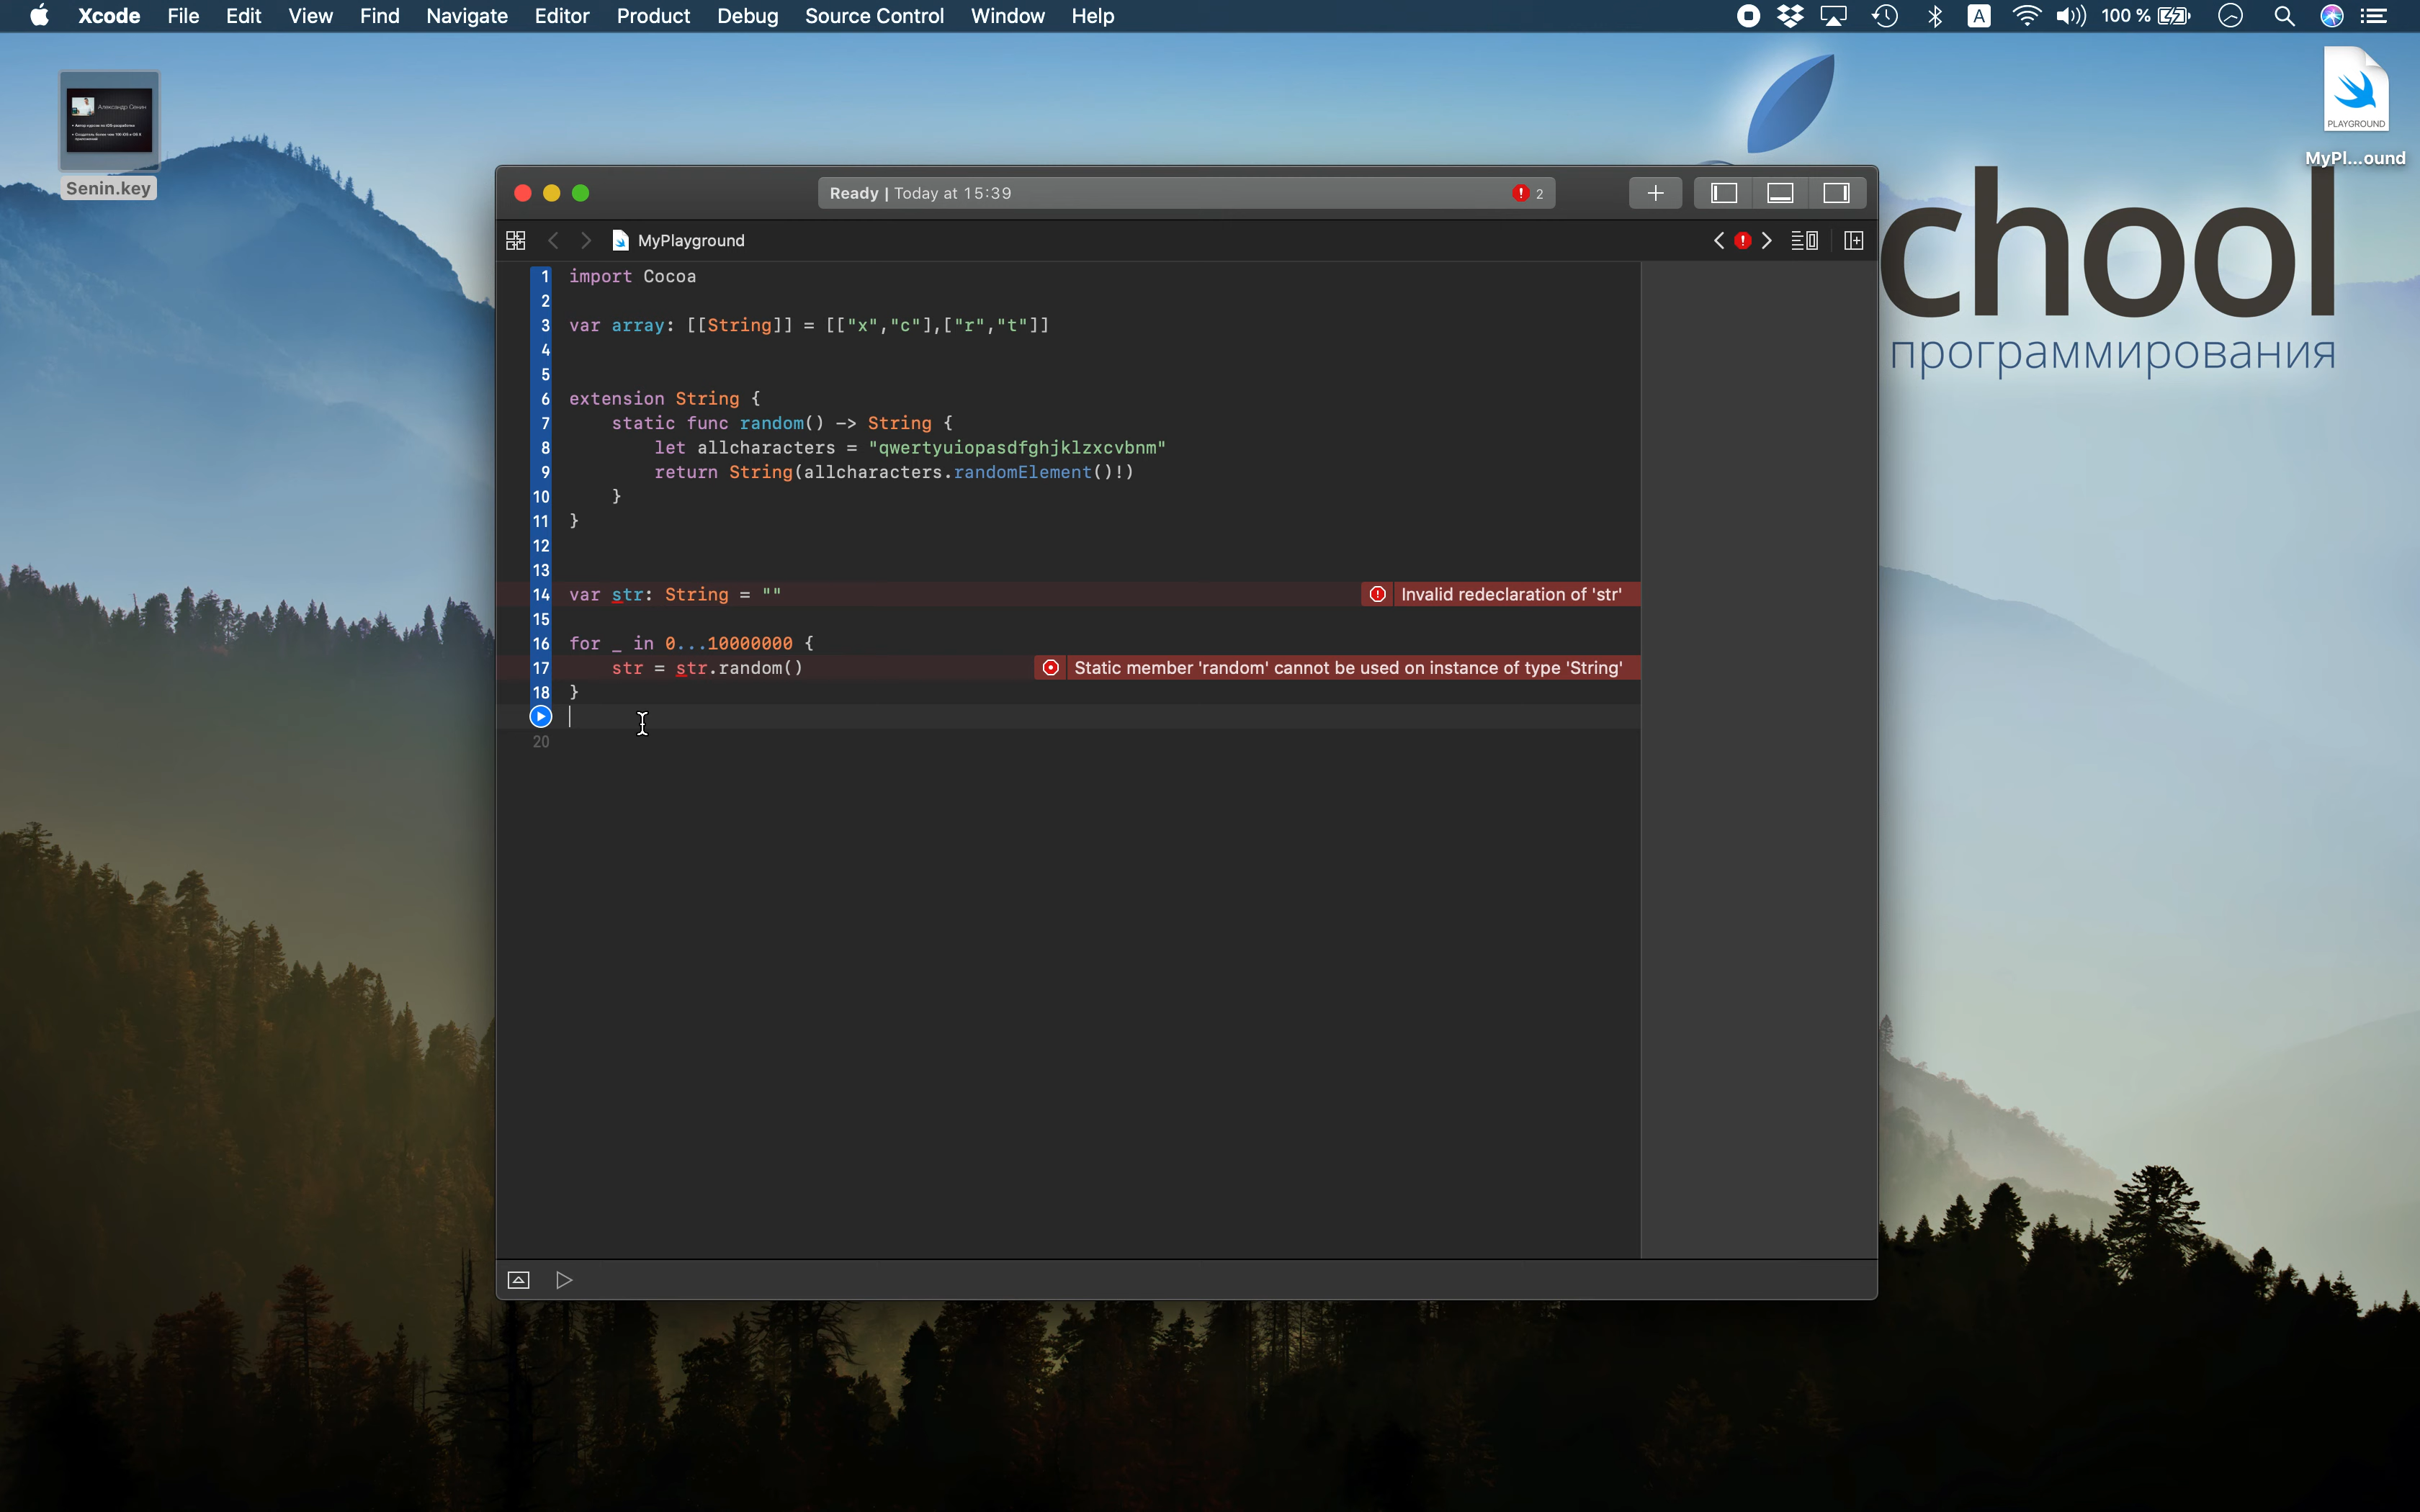 Xcode File Edit View Find Navigate Editor Product Debug Source Control Window Help
A 100 %
Александр Сенин
Senin.key
PLAYGROUND
MyPl...ound
chool
программирования
Ready | Today at 15:39
2
MyPlayground
1 import Cocoa
2
3 var array: [[String]] = [["x","c"],["r","t"]]
4
5
6 extension String {
7 static func random() -> String {
8 let allcharacters = "qwertyuiopasdfghjklzxcvbnm"
9 return String(allcharacters.randomElement()!)
10 }
11 }
12
13
14 var str: String = "" Invalid redeclaration of 'str'
15
16 for _ in 0...10000000 {
17 str = str.random() Static member 'random' cannot be used on instance of type 'String'
18 }
20